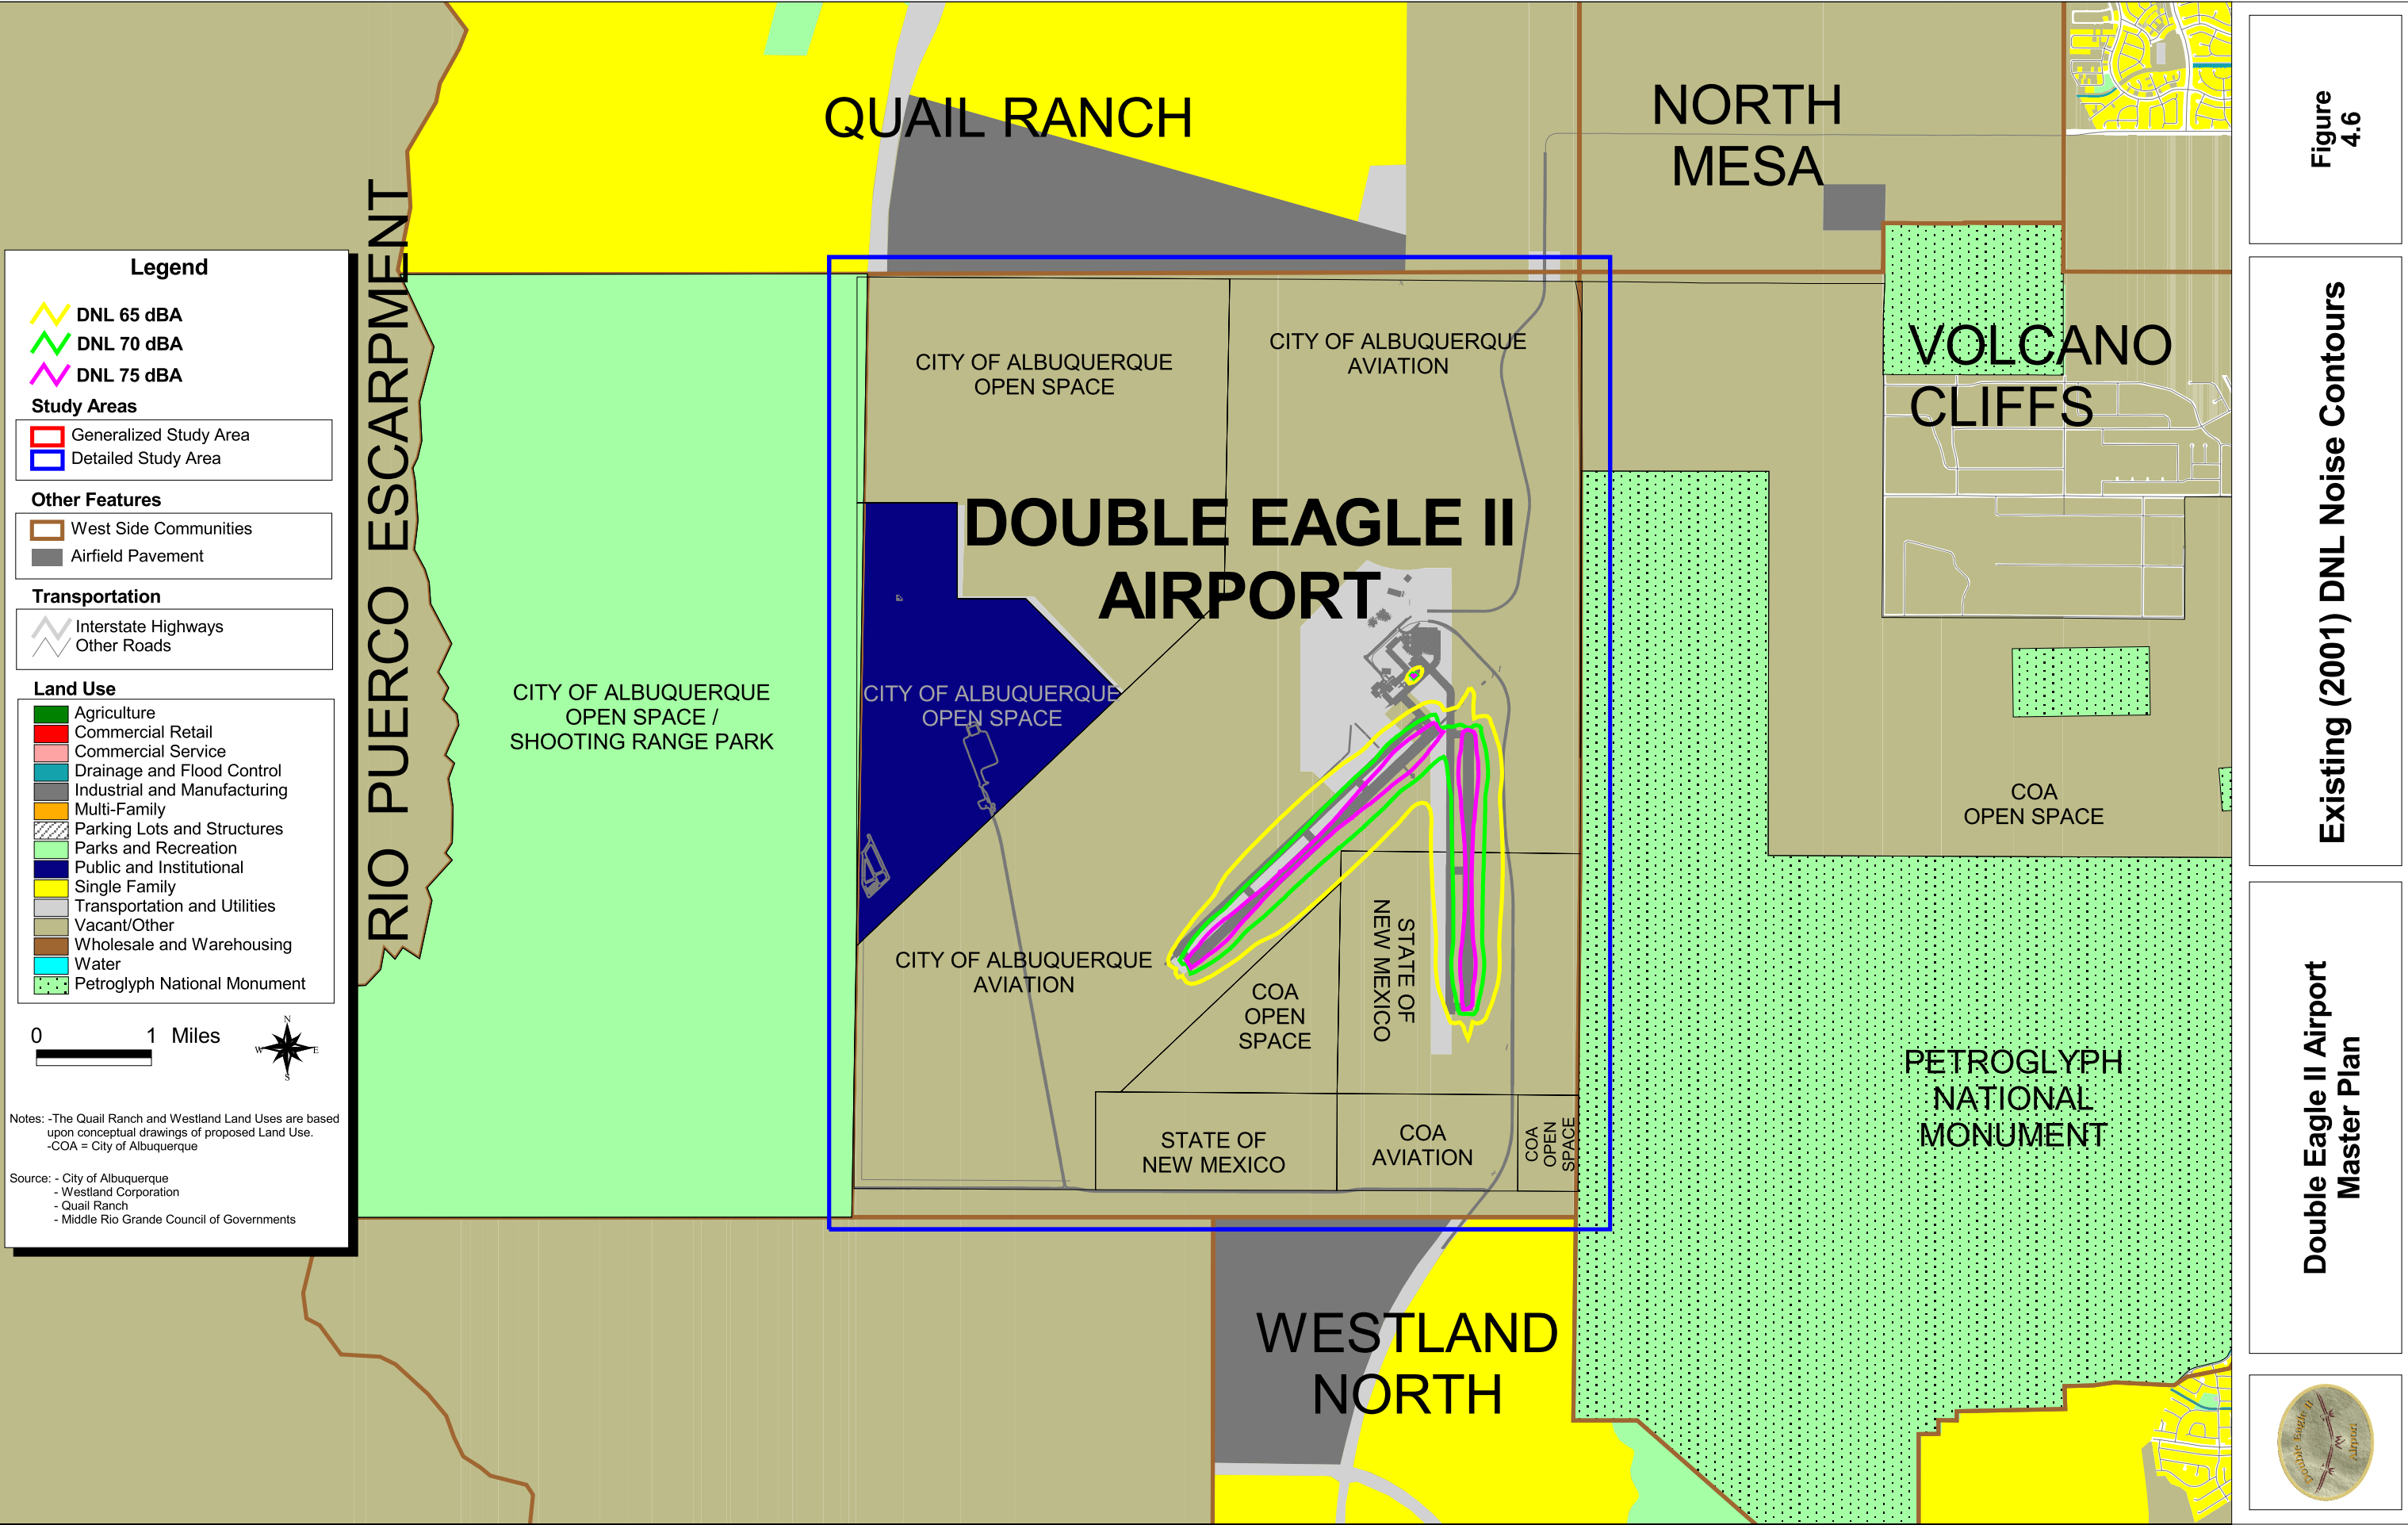 QUAIL RANCH
NORTH
MESA
RIO PUERCO ESCARPMENT
Legend
DNL 65 dBA
DNL 70 dBA
DNL 75 dBA
Study Areas
Generalized Study Area
Detailed Study Area
Other Features
West Side Communities
Airfield Pavement
Transportation
Interstate Highways
Other Roads
Land Use
Agriculture
Commercial Retail
Commercial Service
Drainage and Flood Control
Industrial and Manufacturing
Multi-Family
Parking Lots and Structures
Parks and Recreation
Public and Institutional
Single Family
Transportation and Utilities
Vacant/Other
Wholesale and Warehousing
Water
Petroglyph National Monument
0 1 Miles
N
W E
S
Notes: -The Quail Ranch and Westland Land Uses are based
upon conceptual drawings of proposed Land Use.
-COA = City of Albuquerque
Source: - City of Albuquerque
- Westland Corporation
- Quail Ranch
- Middle Rio Grande Council of Governments
CITY OF ALBUQUERQUE
OPEN SPACE
CITY OF ALBUQUERQUE
AVIATION
VOLCANO
CLIFFS
DOUBLE EAGLE II
AIRPORT
CITY OF ALBUQUERQUE
OPEN SPACE /
SHOOTING RANGE PARK
CITY OF ALBUQUERQUE
OPEN SPACE
COA
OPEN SPACE
CITY OF ALBUQUERQUE
AVIATION
COA
OPEN
SPACE
STATE OF
NEW MEXICO
STATE OF
NEW MEXICO
COA
AVIATION
COA
OPEN
SPACE
PETROGLYPH
NATIONAL
MONUMENT
WESTLAND
NORTH
Figure
4.6
Existing (2001) DNL Noise Contours
Double Eagle II Airport
Master Plan
Double Eagle II
Airport